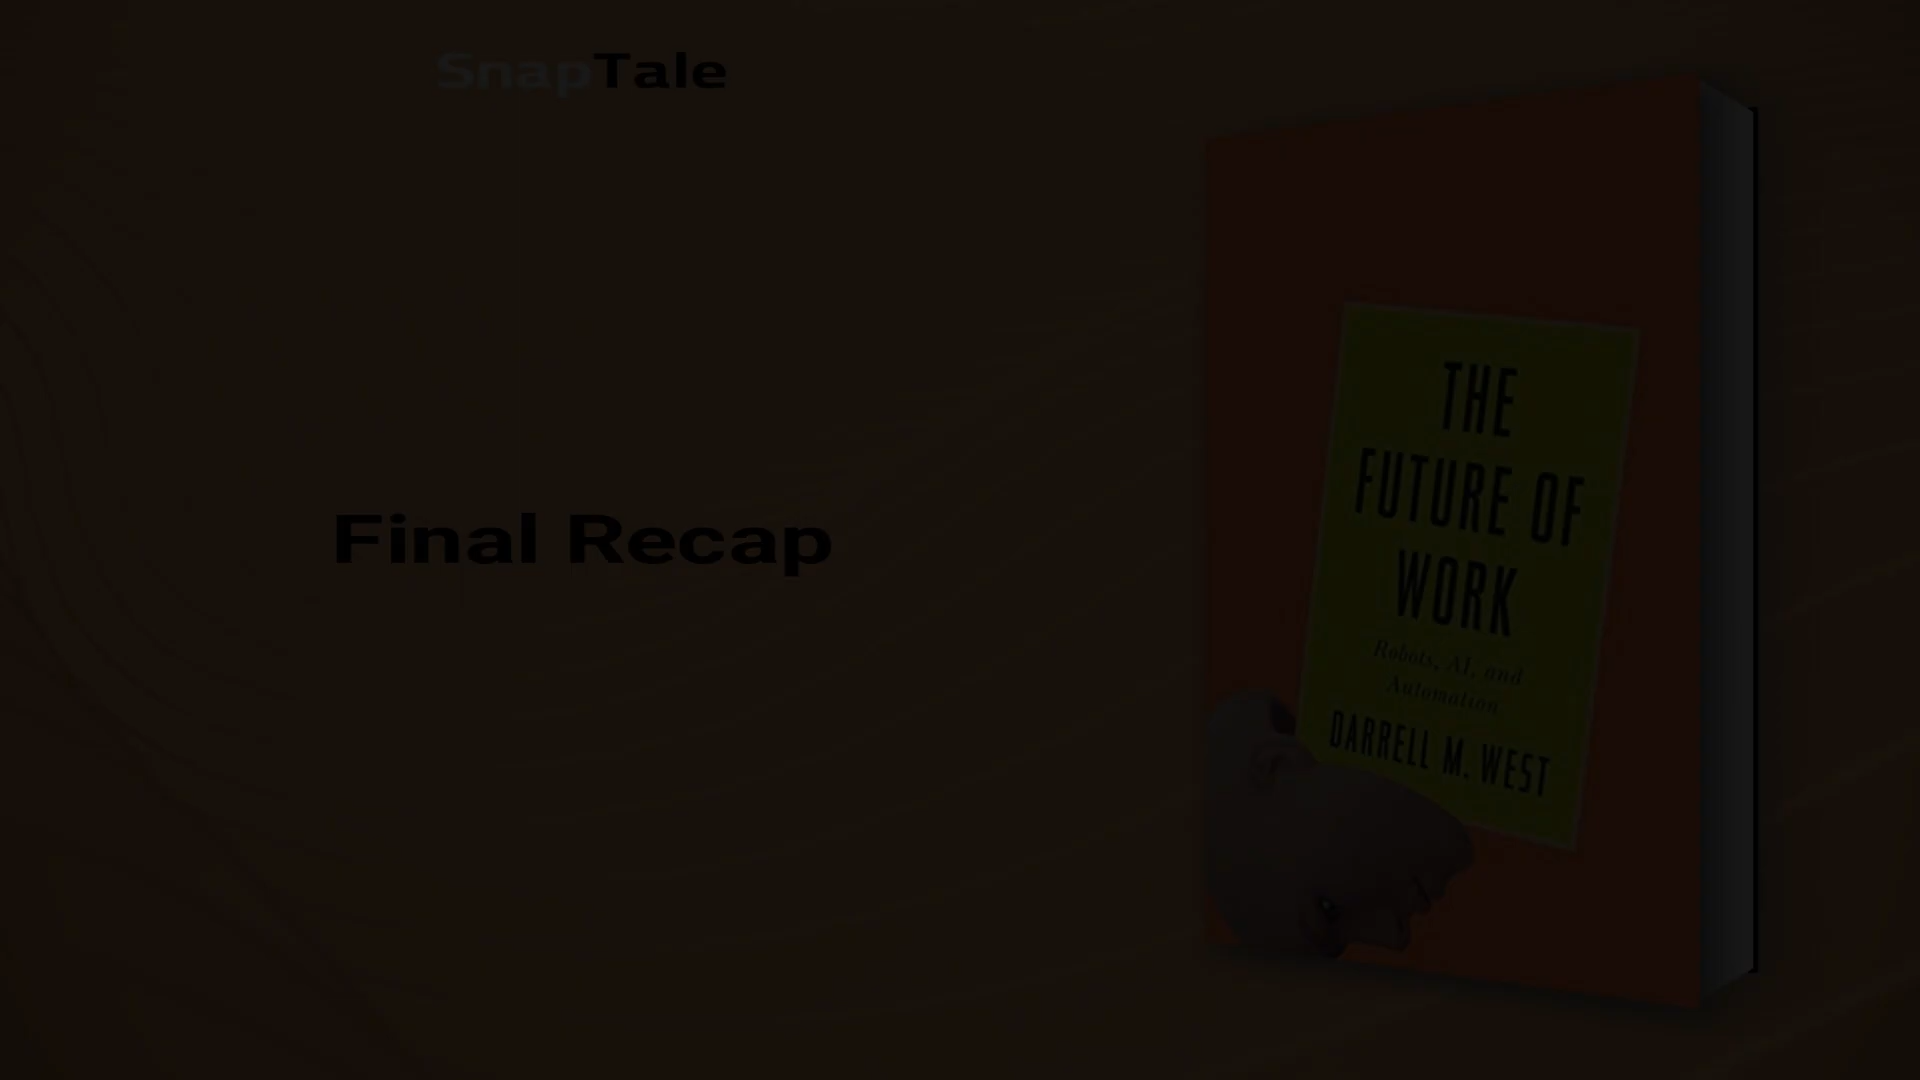 SnapTale
Final Recap
THE
FUTURE OF
WORK
Robots, AI, and
Automation
DARRELL M. WEST